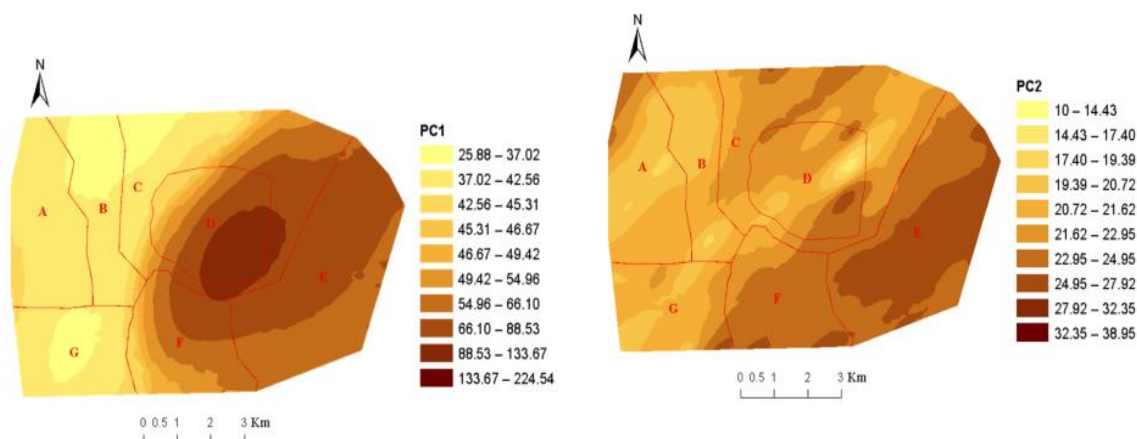 N
A
B
C
D
E
F
G
PC1
25.88 – 37.02
37.02 – 42.56
42.56 – 45.31
45.31 – 46.67
46.67 – 49.42
49.42 – 54.96
54.96 – 66.10
66.10 – 88.53
88.53 – 133.67
133.67 – 224.54
0 0.5 1 2 3 Km
N
A
B
C
D
E
F
G
PC2
10 – 14.43
14.43 – 17.40
17.40 – 19.39
19.39 – 20.72
20.72 – 21.62
21.62 – 22.95
22.95 – 24.95
24.95 – 27.92
27.92 – 32.35
32.35 – 38.95
0 0.5 1 2 3 Km